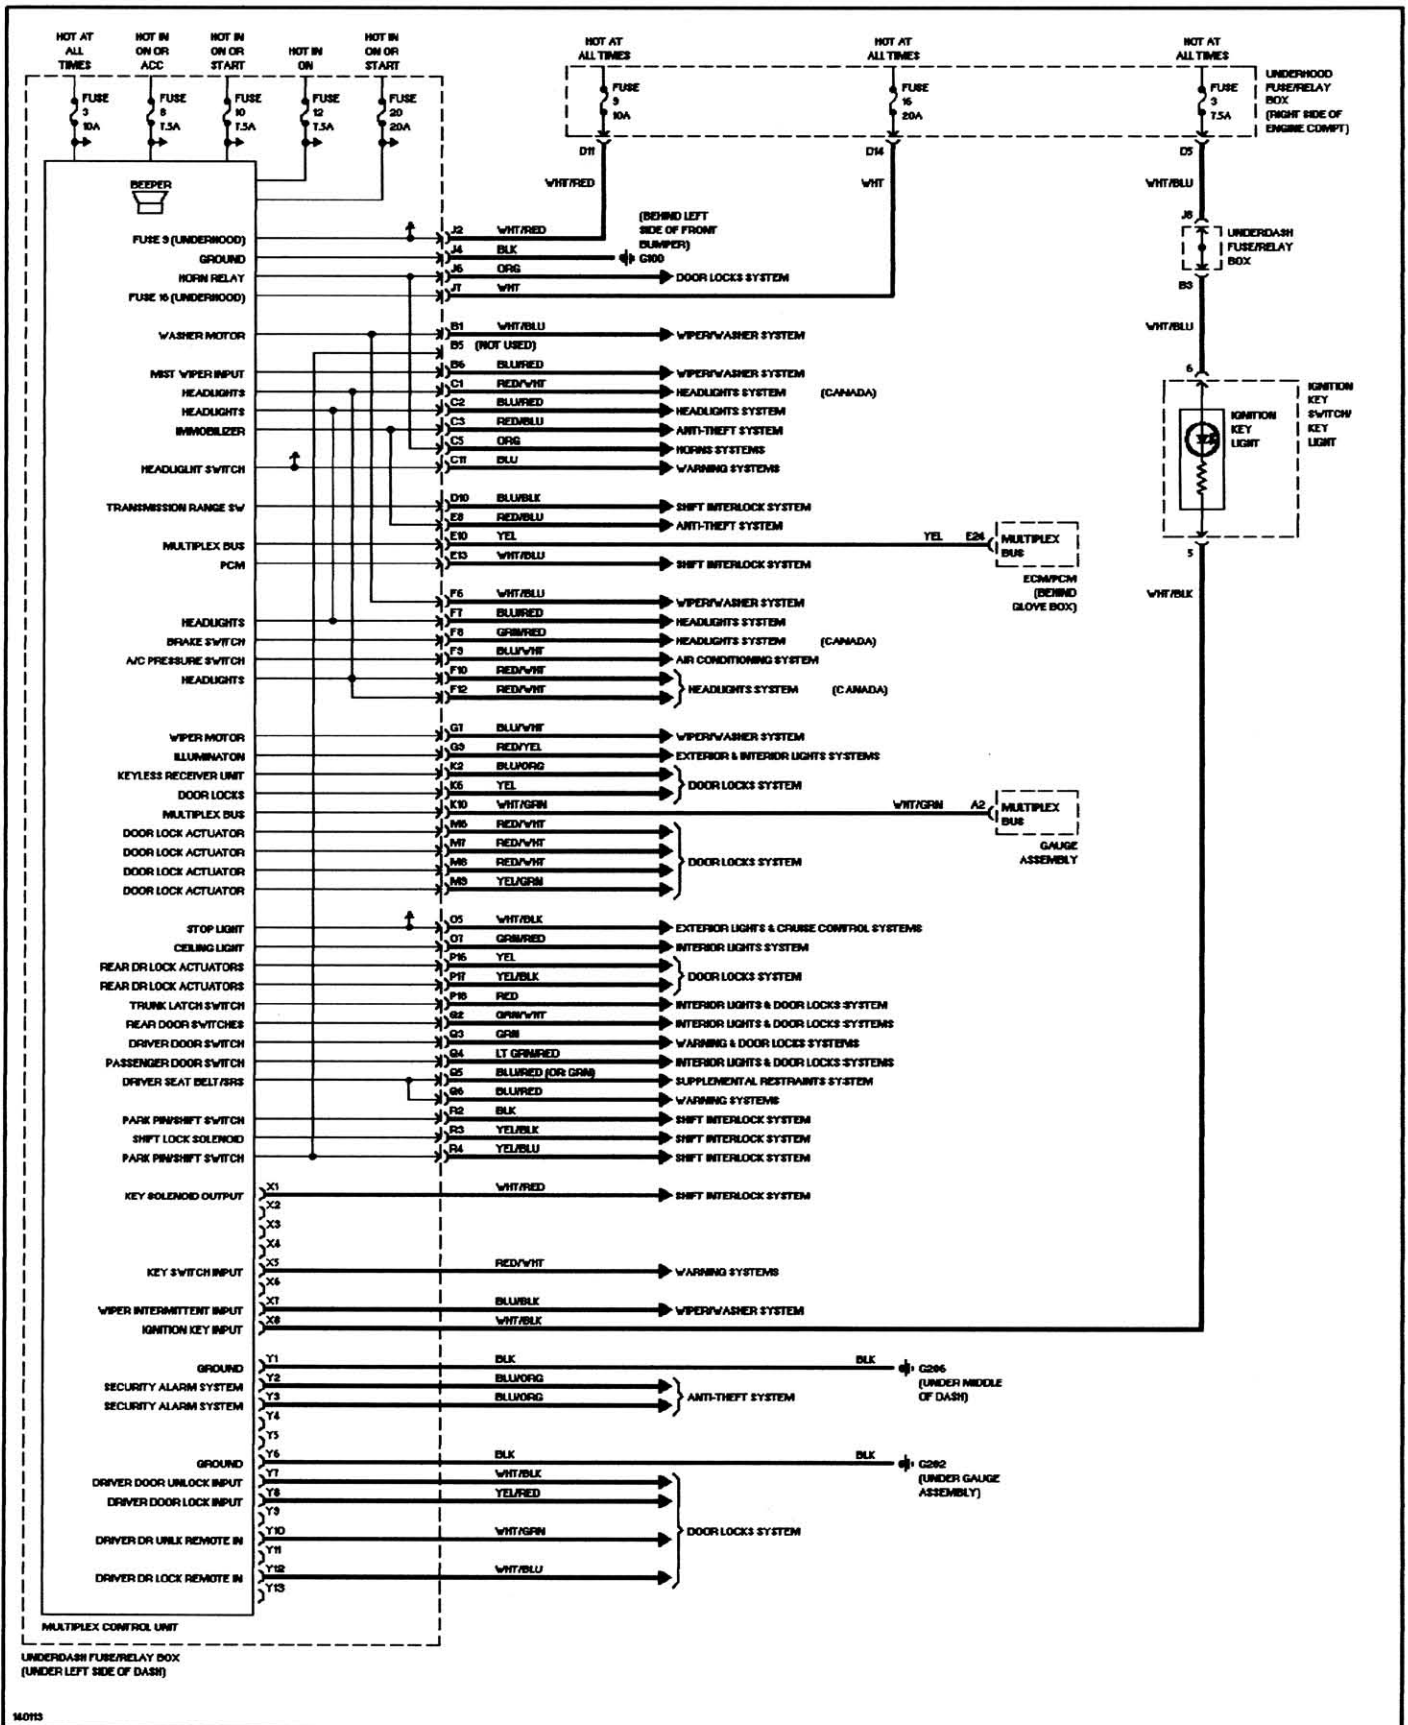 HOT AT
ALL
TIMES
HOT IN
ON OR
ACC
HOT IN
ON OR
START
HOT IN
ON
HOT IN
ON OR
START
HOT AT
ALL TIMES
HOT AT
ALL TIMES
HOT AT
ALL TIMES
FUSE
3
10A
FUSE
8
7.5A
FUSE
10
7.5A
FUSE
12
7.5A
FUSE
20
20A
FUSE
9
10A
FUSE
16
20A
FUSE
3
7.5A
UNDERHOOD
FUSE/RELAY
BOX
(RIGHT SIDE OF
ENGINE COMPT)
D11
D14
D5
WHT/RED
WHT
WHT/BLU
BEEPER
J8
UNDERDASH
FUSE/RELAY
BOX
B3
WHT/BLU
6
IGNITION
KEY
LIGHT
IGNITION
KEY
SWITCH/
KEY
LIGHT
5
WHT/BLK
(BEHIND LEFT
SIDE OF FRONT
BUMPER)
G100
FUSE 9 (UNDERHOOD) J2 WHT/RED
GROUND J4 BLK
HORN RELAY J6 ORG DOOR LOCKS SYSTEM
FUSE 16 (UNDERHOOD) J7 WHT
WASHER MOTOR B1 WHT/BLU WIPER/WASHER SYSTEM
B5 (NOT USED)
MIST WIPER INPUT B6 BLU/RED WIPER/WASHER SYSTEM
HEADLIGHTS C1 RED/WHT HEADLIGHTS SYSTEM (CANADA)
HEADLIGHTS C2 BLU/RED HEADLIGHTS SYSTEM
IMMOBILIZER C3 RED/BLU ANTI-THEFT SYSTEM
C5 ORG HORNS SYSTEMS
HEADLIGLHT SWITCH C11 BLU WARNING SYSTEMS
TRANSMISSION RANGE SW D10 BLU/BLK SHIFT INTERLOCK SYSTEM
E8 RED/BLU ANTI-THEFT SYSTEM
MULTIPLEX BUS E10 YEL YEL E24 MULTIPLEX
BUS
ECM/PCM
(BEHIND
GLOVE BOX)
PCM E13 WHT/BLU SHIFT INTERLOCK SYSTEM
F6 WHT/BLU WIPER/WASHER SYSTEM
HEADLIGHTS F7 BLU/RED HEADLIGHTS SYSTEM
BRAKE SWITCH F8 GRN/RED HEADLIGHTS SYSTEM (CANADA)
A/C PRESSURE SWITCH F9 BLU/WHT AIR CONDITIONING SYSTEM
HEADLIGHTS F10 RED/WHT
F12 RED/WHT
HEADLIGHTS SYSTEM (CANADA)
WIPER MOTOR G7 BLU/WHT WIPER/WASHER SYSTEM
ILLUMINATON G9 RED/YEL EXTERIOR & INTERIOR LIGHTS SYSTEMS
KEYLESS RECEIVER UNIT K2 BLU/ORG
DOOR LOCKS K6 YEL
DOOR LOCKS SYSTEM
MULTIPLEX BUS K10 WHT/GRN WHT/GRN A2 MULTIPLEX
BUS
GAUGE
ASSEMBLY
DOOR LOCK ACTUATOR M6 RED/WHT
DOOR LOCK ACTUATOR M7 RED/WHT
DOOR LOCK ACTUATOR M8 RED/WHT
DOOR LOCK ACTUATOR M9 YEL/GRN
DOOR LOCKS SYSTEM
STOP LIGHT O5 WHT/BLK EXTERIOR LIGHTS & CRUISE CONTROL SYSTEMS
CEILING LIGHT O7 GRN/RED INTERIOR LIGHTS SYSTEM
REAR DR LOCK ACTUATORS P16 YEL
REAR DR LOCK ACTUATORS P17 YEL/BLK
DOOR LOCKS SYSTEM
TRUNK LATCH SWITCH P18 RED INTERIOR LIGHTS & DOOR LOCKS SYSTEM
REAR DOOR SWITCHES Q2 GRN/WHT INTERIOR LIGHTS & DOOR LOCKS SYSTEMS
DRIVER DOOR SWITCH Q3 GRN WARNING & DOOR LOCKS SYSTEMS
PASSENGER DOOR SWITCH Q4 LT GRN/RED INTERIOR LIGHTS & DOOR LOCKS SYSTEMS
DRIVER SEAT BELT/SRS Q5 BLU/RED (OR GRN) SUPPLEMENTAL RESTRAINTS SYSTEM
Q6 BLU/RED WARNING SYSTEMS
PARK PIN/SHIFT SWITCH R2 BLK SHIFT INTERLOCK SYSTEM
SHIFT LOCK SOLENOID R3 YEL/BLK SHIFT INTERLOCK SYSTEM
PARK PIN/SHIFT SWITCH R4 YEL/BLU SHIFT INTERLOCK SYSTEM
KEY SOLENOID OUTPUT X1 WHT/RED SHIFT INTERLOCK SYSTEM
X2
X3
X4
KEY SWITCH INPUT X5 RED/WHT WARNING SYSTEMS
X6
WIPER INTERMITTENT INPUT X7 BLU/BLK WIPER/WASHER SYSTEM
IGNITION KEY INPUT X8 WHT/BLK
GROUND Y1 BLK BLK G206
(UNDER MIDDLE
OF DASH)
SECURITY ALARM SYSTEM Y2 BLU/ORG
SECURITY ALARM SYSTEM Y3 BLU/ORG
ANTI-THEFT SYSTEM
Y4
Y5
GROUND Y6 BLK BLK G202
(UNDER GAUGE
ASSEMBLY)
DRIVER DOOR UNLOCK INPUT Y7 WHT/BLK
DRIVER DOOR LOCK INPUT Y8 YEL/RED
Y9
DRIVER DR UNLK REMOTE IN Y10 WHT/GRN
DOOR LOCKS SYSTEM
Y11
DRIVER DR LOCK REMOTE IN Y12 WHT/BLU
Y13
MULTIPLEX CONTROL UNIT
UNDERDASH FUSE/RELAY BOX
(UNDER LEFT SIDE OF DASH)
140113